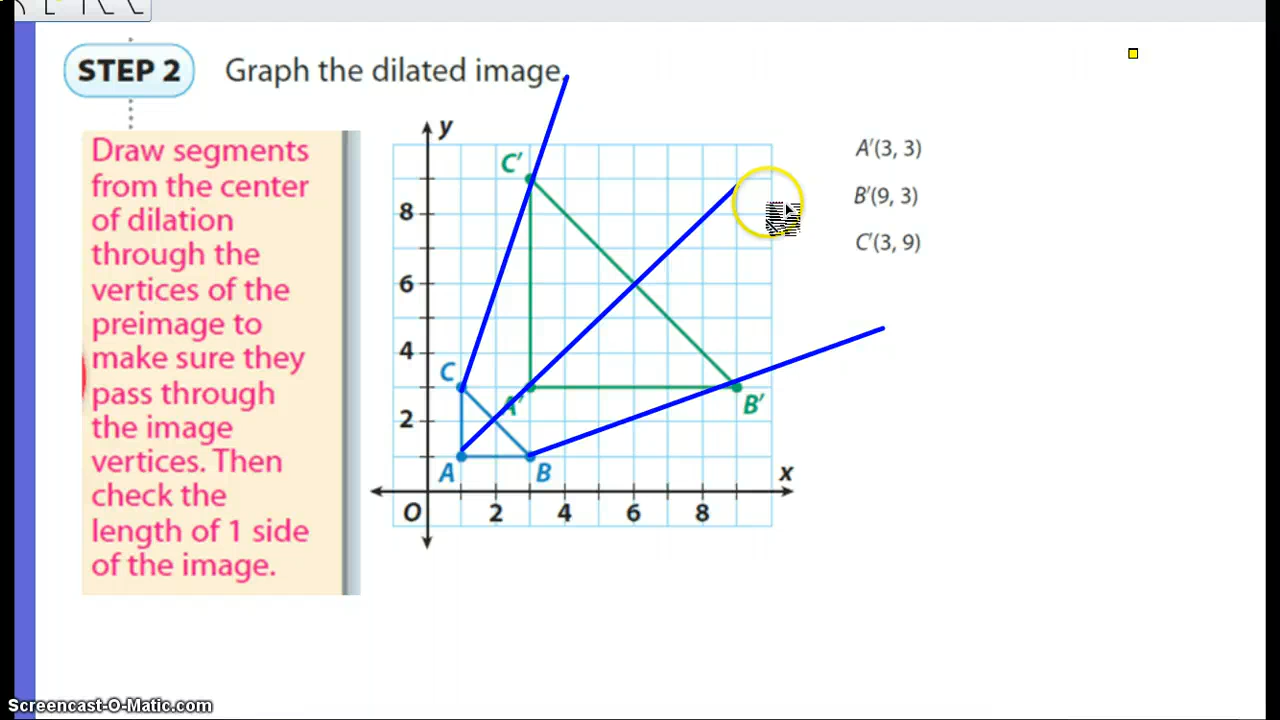 STEP 2 Graph the dilated image.
Draw segments
from the center
of dilation
through the
vertices of the
preimage to
make sure they
pass through
the image
vertices. Then
check the
length of 1 side
of the image.
y
C′
8
6
4
C
2
A′
B′
A
B
x
O
2
4
6
8
A′(3, 3)
B′(9, 3)
C′(3, 9)
Screencast-O-Matic.com